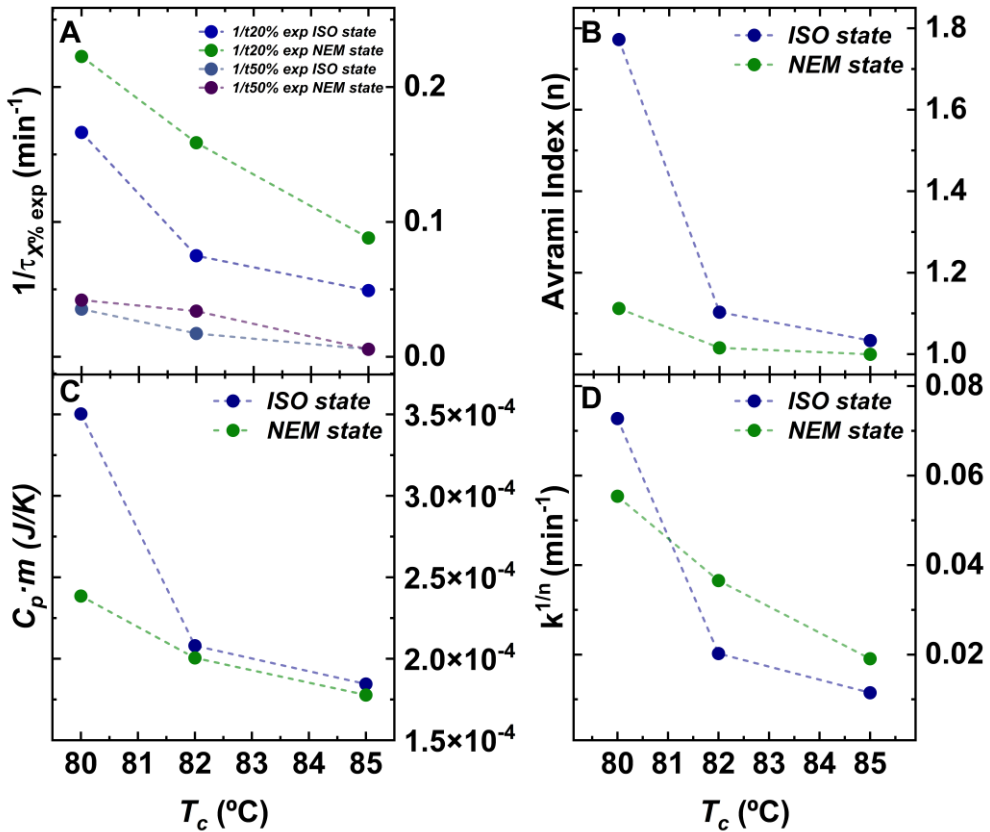 A
1/t20% exp ISO state
1/t20% exp NEM state
1/t50% exp ISO state
1/t50% exp NEM state
1/τX% exp (min-1)
0.2
0.1
0.0
B
ISO state
NEM state
Avrami Index (n)
1.8
1.6
1.4
1.2
1.0
C
ISO state
NEM state
Cp·m (J/K)
3.5×10-4
3.0×10-4
2.5×10-4
2.0×10-4
1.5×10-4
80 81 82 83 84 85
Tc (ºC)
D
ISO state
NEM state
k1/n (min-1)
0.08
0.06
0.04
0.02
80 81 82 83 84 85
Tc (ºC)